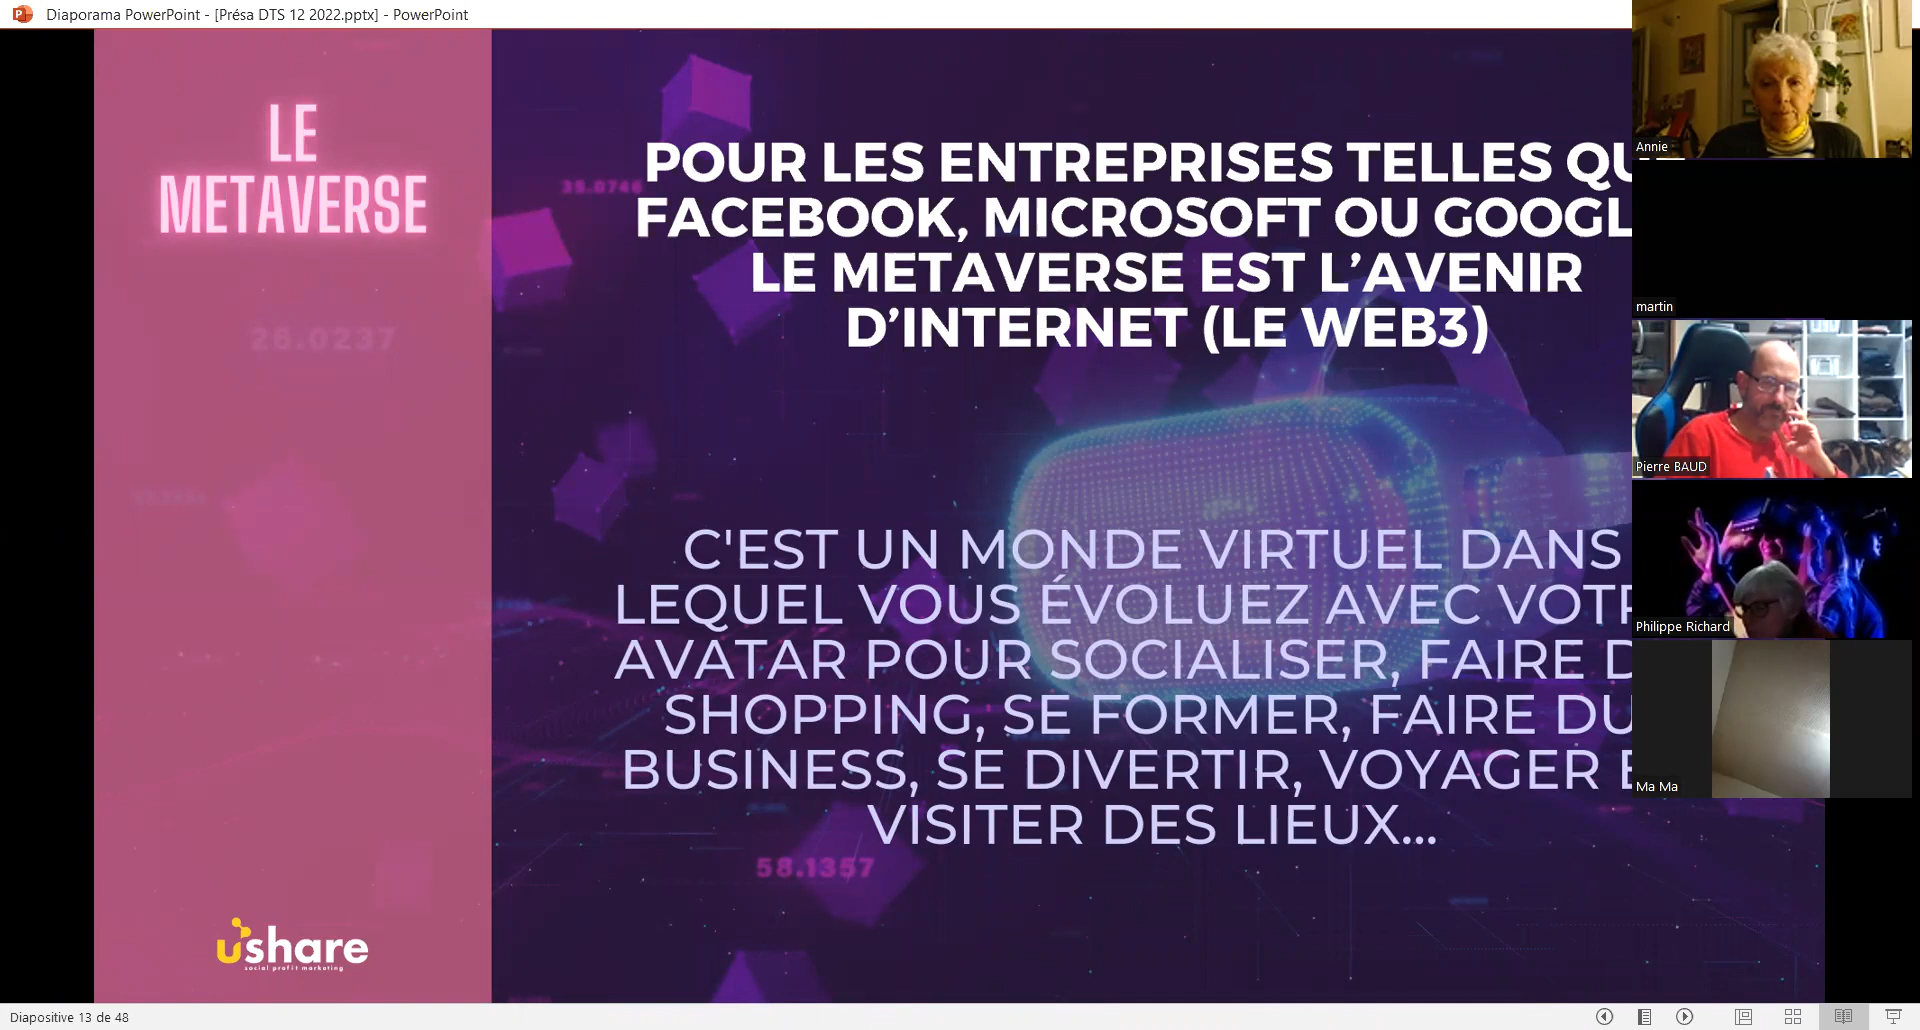 Diaporama PowerPoint - [Présa DTS 12 2022.pptx] - PowerPoint
LE
METAVERSE
26.0237
ushare
social profit marketing
39.0746
POUR LES ENTREPRISES TELLES QU
FACEBOOK, MICROSOFT OU GOOGL
LE METAVERSE EST L’AVENIR
D’INTERNET (LE WEB3)
C'EST UN MONDE VIRTUEL DANS
LEQUEL VOUS ÉVOLUEZ AVEC VOTR
AVATAR POUR SOCIALISER, FAIRE D
SHOPPING, SE FORMER, FAIRE DU
BUSINESS, SE DIVERTIR, VOYAGER E
VISITER DES LIEUX...
58.1357
Annie
martin
Pierre BAUD
Philippe Richard
Ma Ma
Diapositive 13 de 48